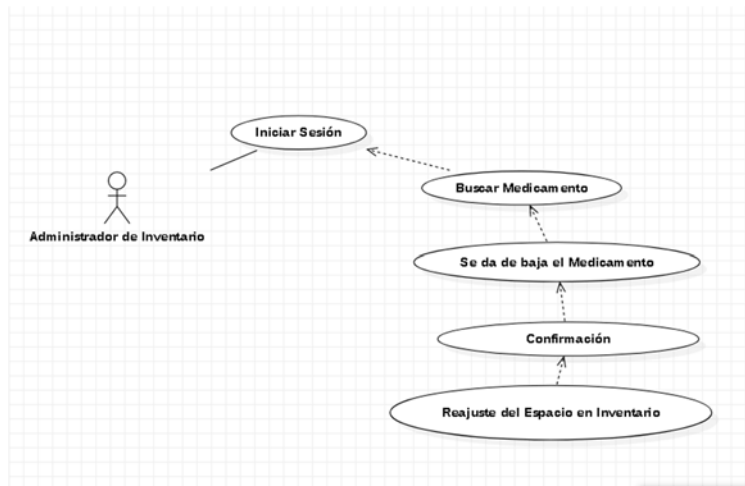 Iniciar Sesión
Buscar Medicamento
Administrador de Inventario
Se da de baja el Medicamento
Confirmación
Reajuste del Espacio en Inventario